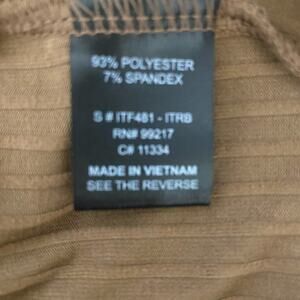 93% POLYESTER
7% SPANDEX
S # ITF481 - ITRB
RN# 99217
C# 11334
MADE IN VIETNAM
SEE THE REVERSE